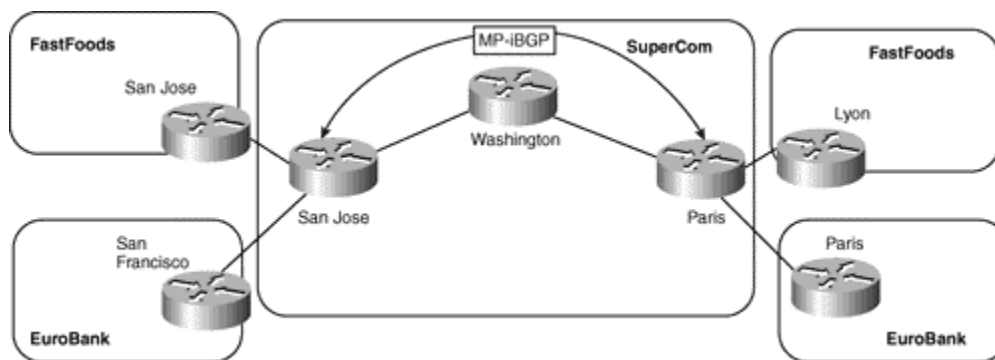 FastFoods
San Jose
MP-iBGP
SuperCom
Washington
San Jose
Paris
FastFoods
Lyon
San
Francisco
EuroBank
Paris
EuroBank